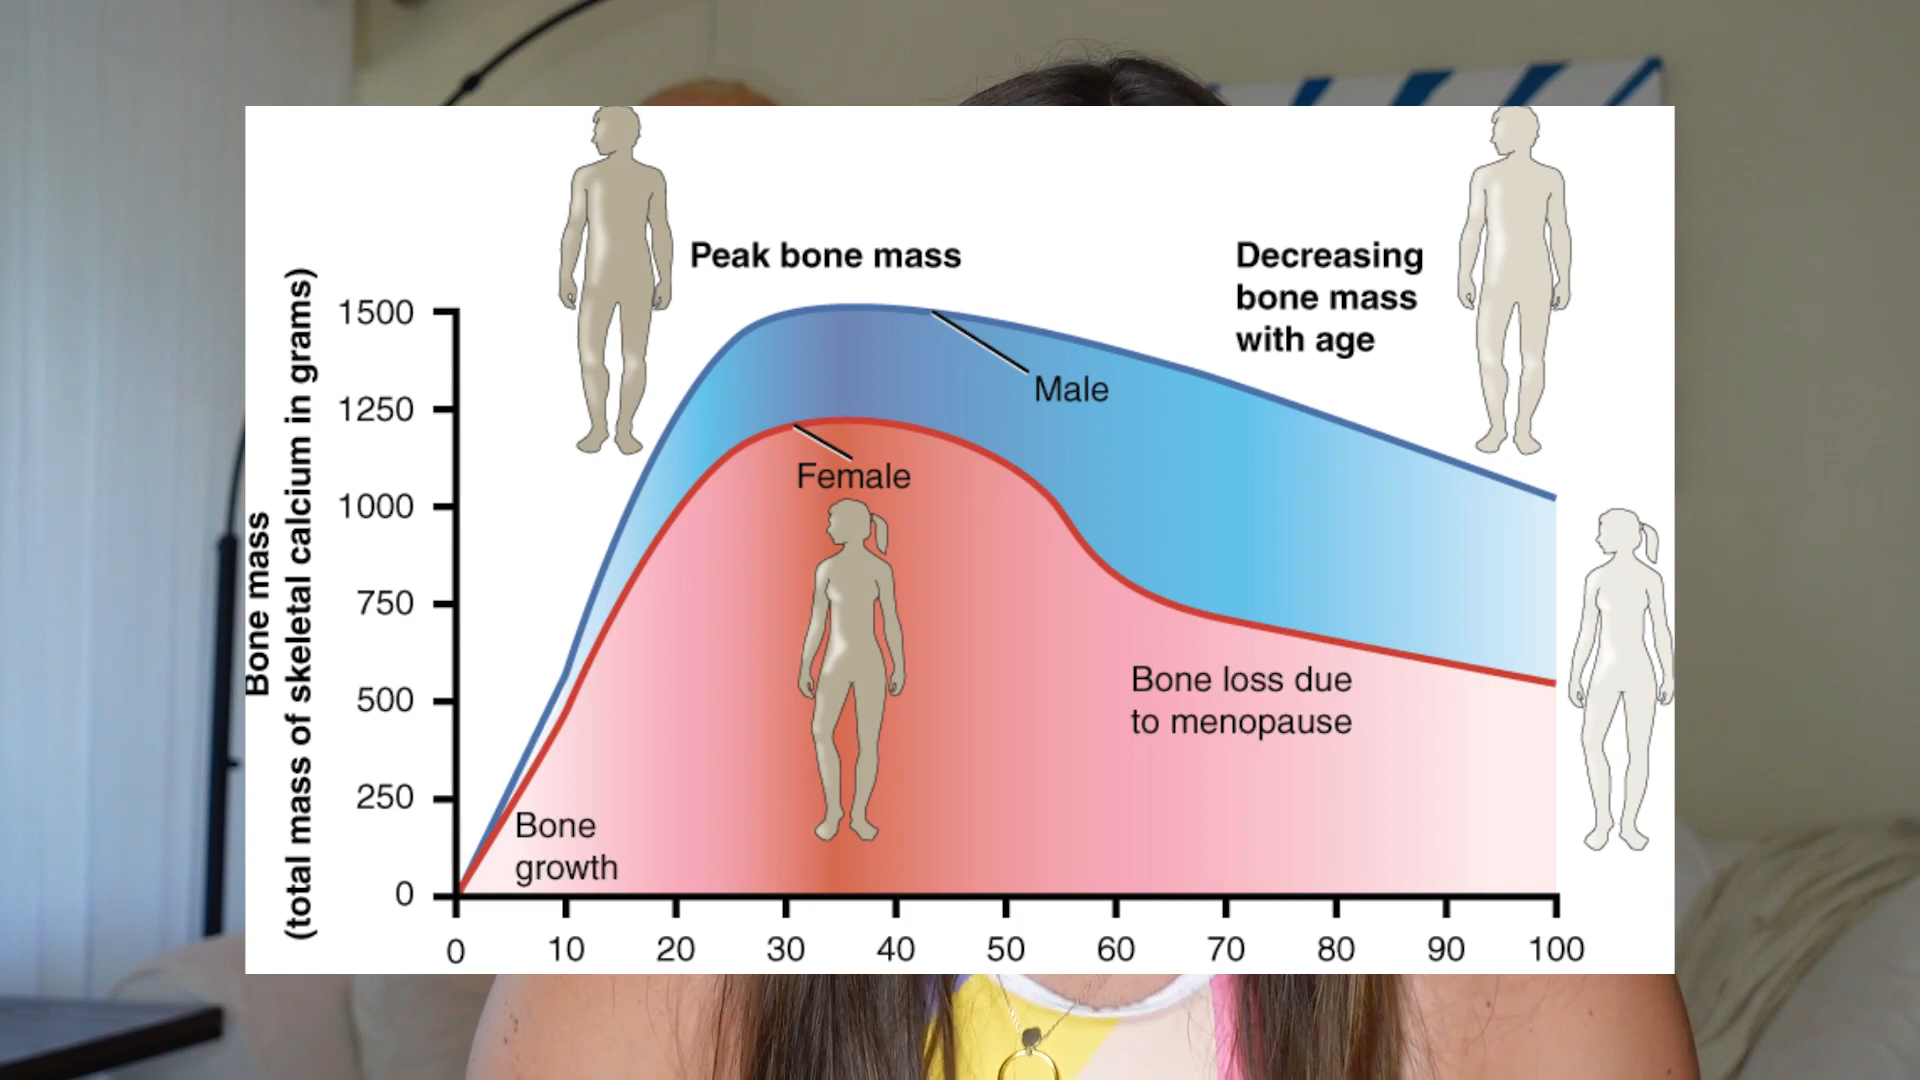 Peak bone mass
Decreasing
bone mass
with age
Bone mass
(total mass of skeletal calcium in grams)
1500
1250
1000
750
500
250
0
Male
Female
Bone loss due
to menopause
Bone
growth
0 10 20 30 40 50 60 70 80 90 100